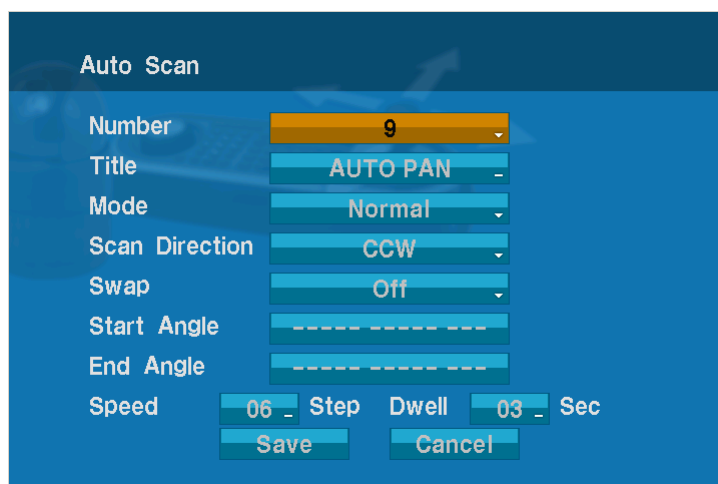 Auto Scan
Number 9
Title AUTO PAN
Mode Normal
Scan Direction CCW
Swap Off
Start Angle ----- ----- ---
End Angle ----- ----- ---
Speed 06 Step Dwell 03 Sec
Save Cancel